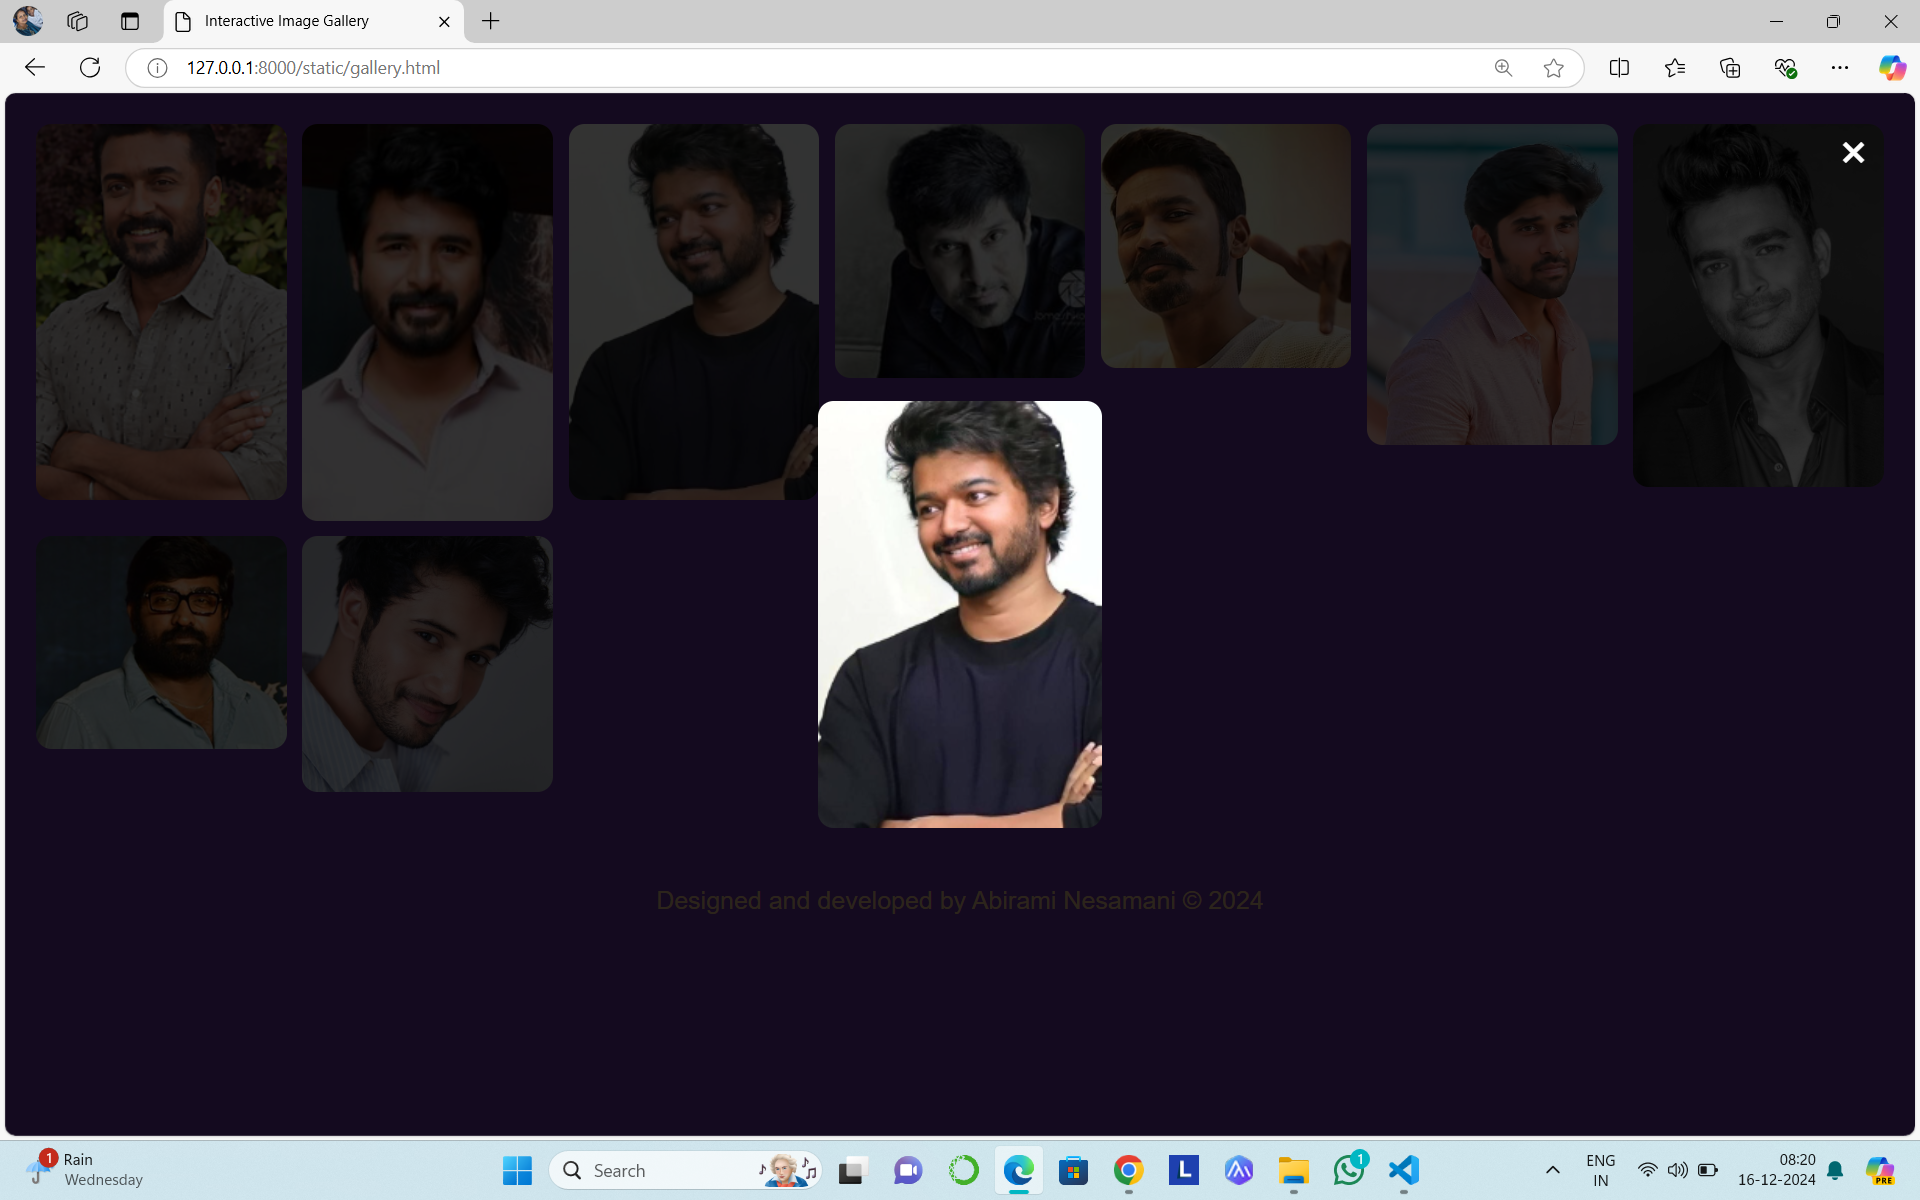 Interactive Image Gallery
127.0.0.1:8000/static/gallery.html
Designed and developed by Abirami Nesamani © 2024
1
Rain
Wednesday
Search
L
1
ENG
IN
08:20
16-12-2024
PRE